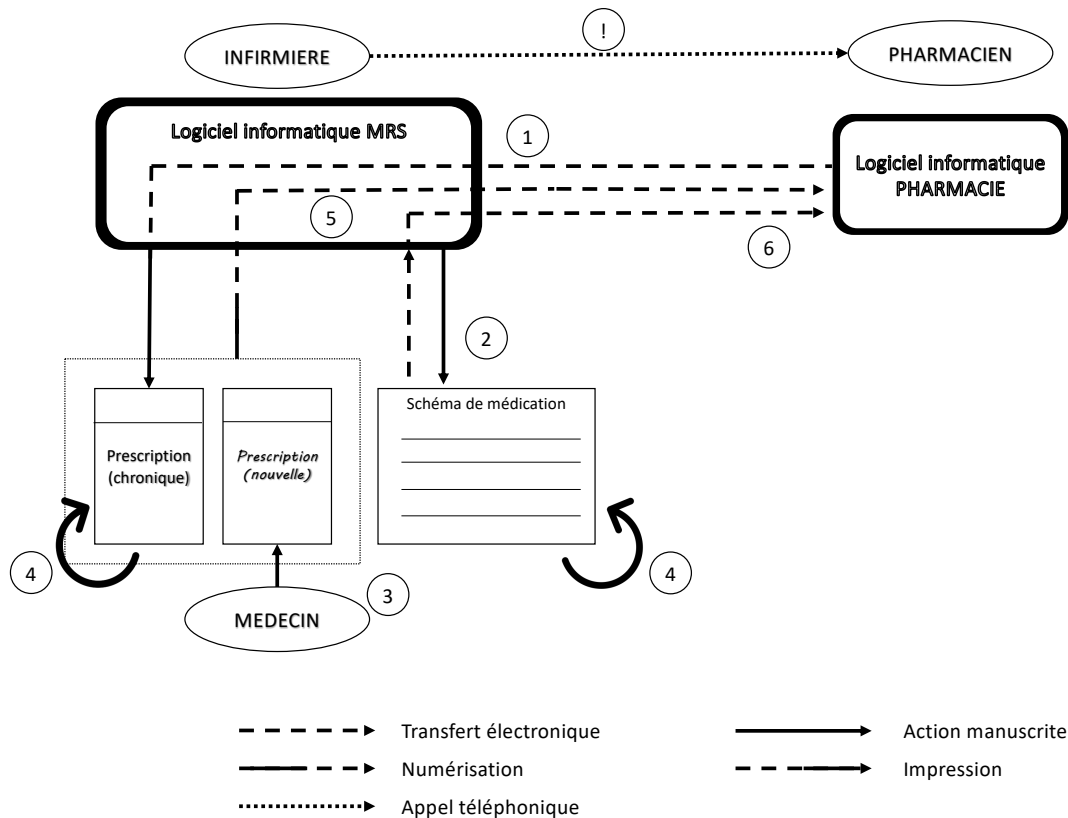 !
INFIRMIERE
PHARMACIEN
Logiciel informatique MRS
1
Logiciel informatique
PHARMACIE
5
6
2
Schéma de médication
Prescription
(chronique)
Prescription
(nouvelle)
4
3
4
MEDECIN
Transfert électronique
Action manuscrite
Numérisation
Impression
Appel téléphonique